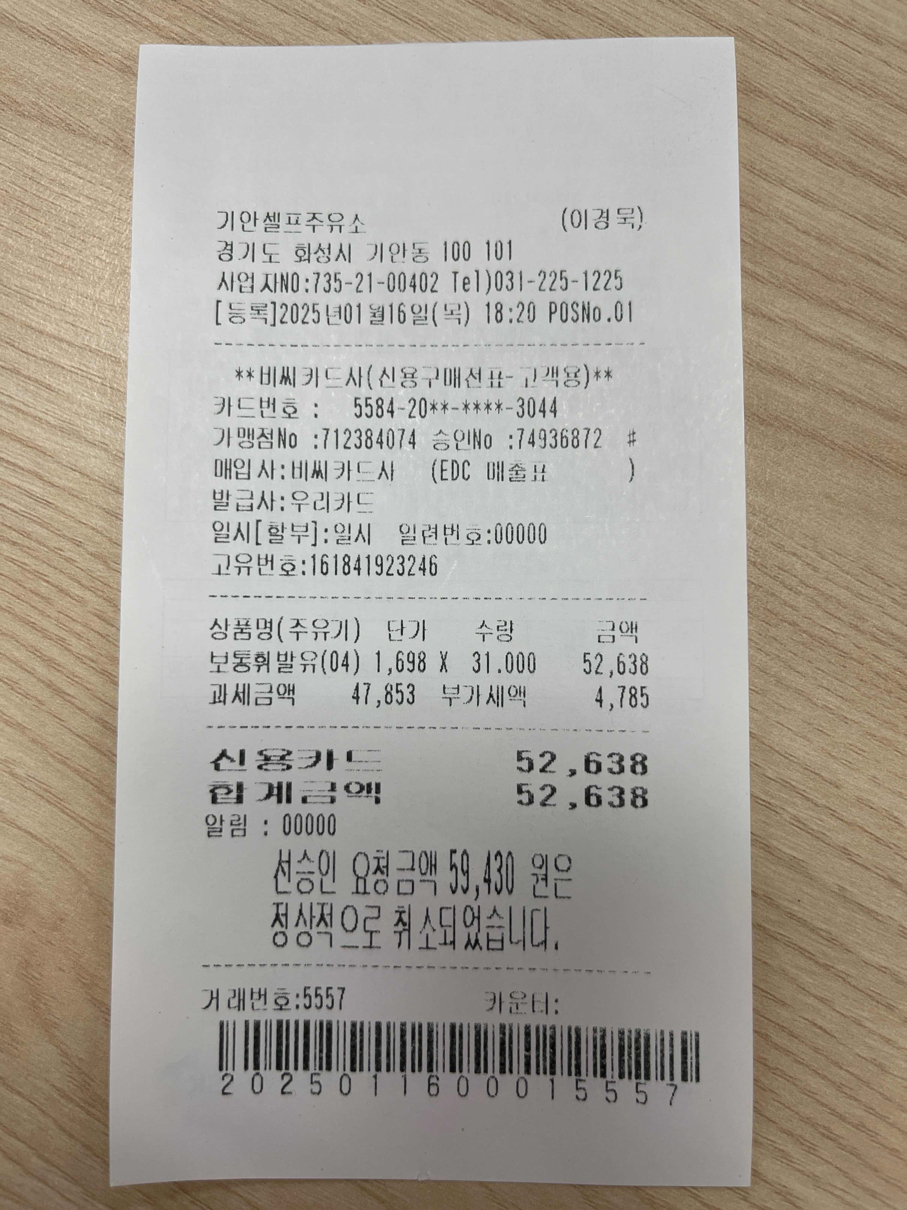 기안셀프주유소 (이경묵)
경기도 화성시 기안동 100 101
사업자NO:735-21-00402 Tel)031-225-1225
[등록]2025년01월16일(목) 18:20 POSNo.01
**비씨카드사(신용구매전표-고객용)**
카드번호 : 5584-20**-****-3044
가맹점No :712384074 승인No :74936872 #
매입사:비씨카드사 (EDC 매출표 )
발급사:우리카드
일시[할부]:일시 일련번호:00000
고유번호:161841923246
상품명(주유기) 단가 수량 금액
보통휘발유(04) 1,698 X 31.000 52,638
과세금액 47,853 부가세액 4,785
신용카드 52,638
합계금액 52,638
알림 : 00000
선승인 요청금액 59,430 원은
정상적으로 취소되었습니다.
거래번호:5557 카운터:
2025011600015557